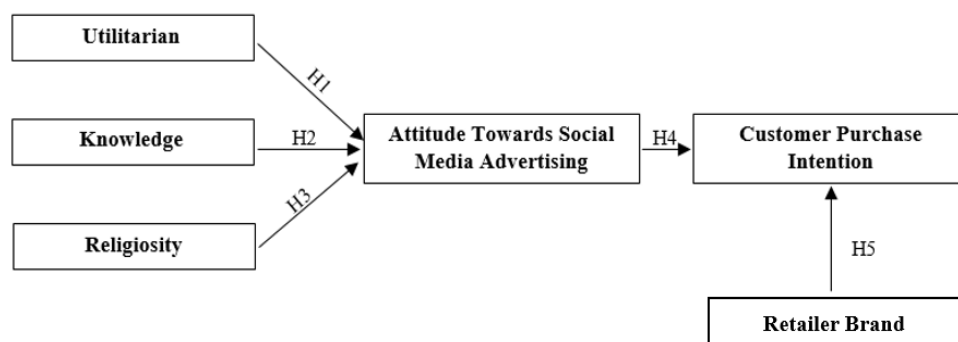 Utilitarian
H1
Knowledge
H2
Attitude Towards Social
Media Advertising
H4
Customer Purchase
Intention
H3
Religiosity
H5
Retailer Brand